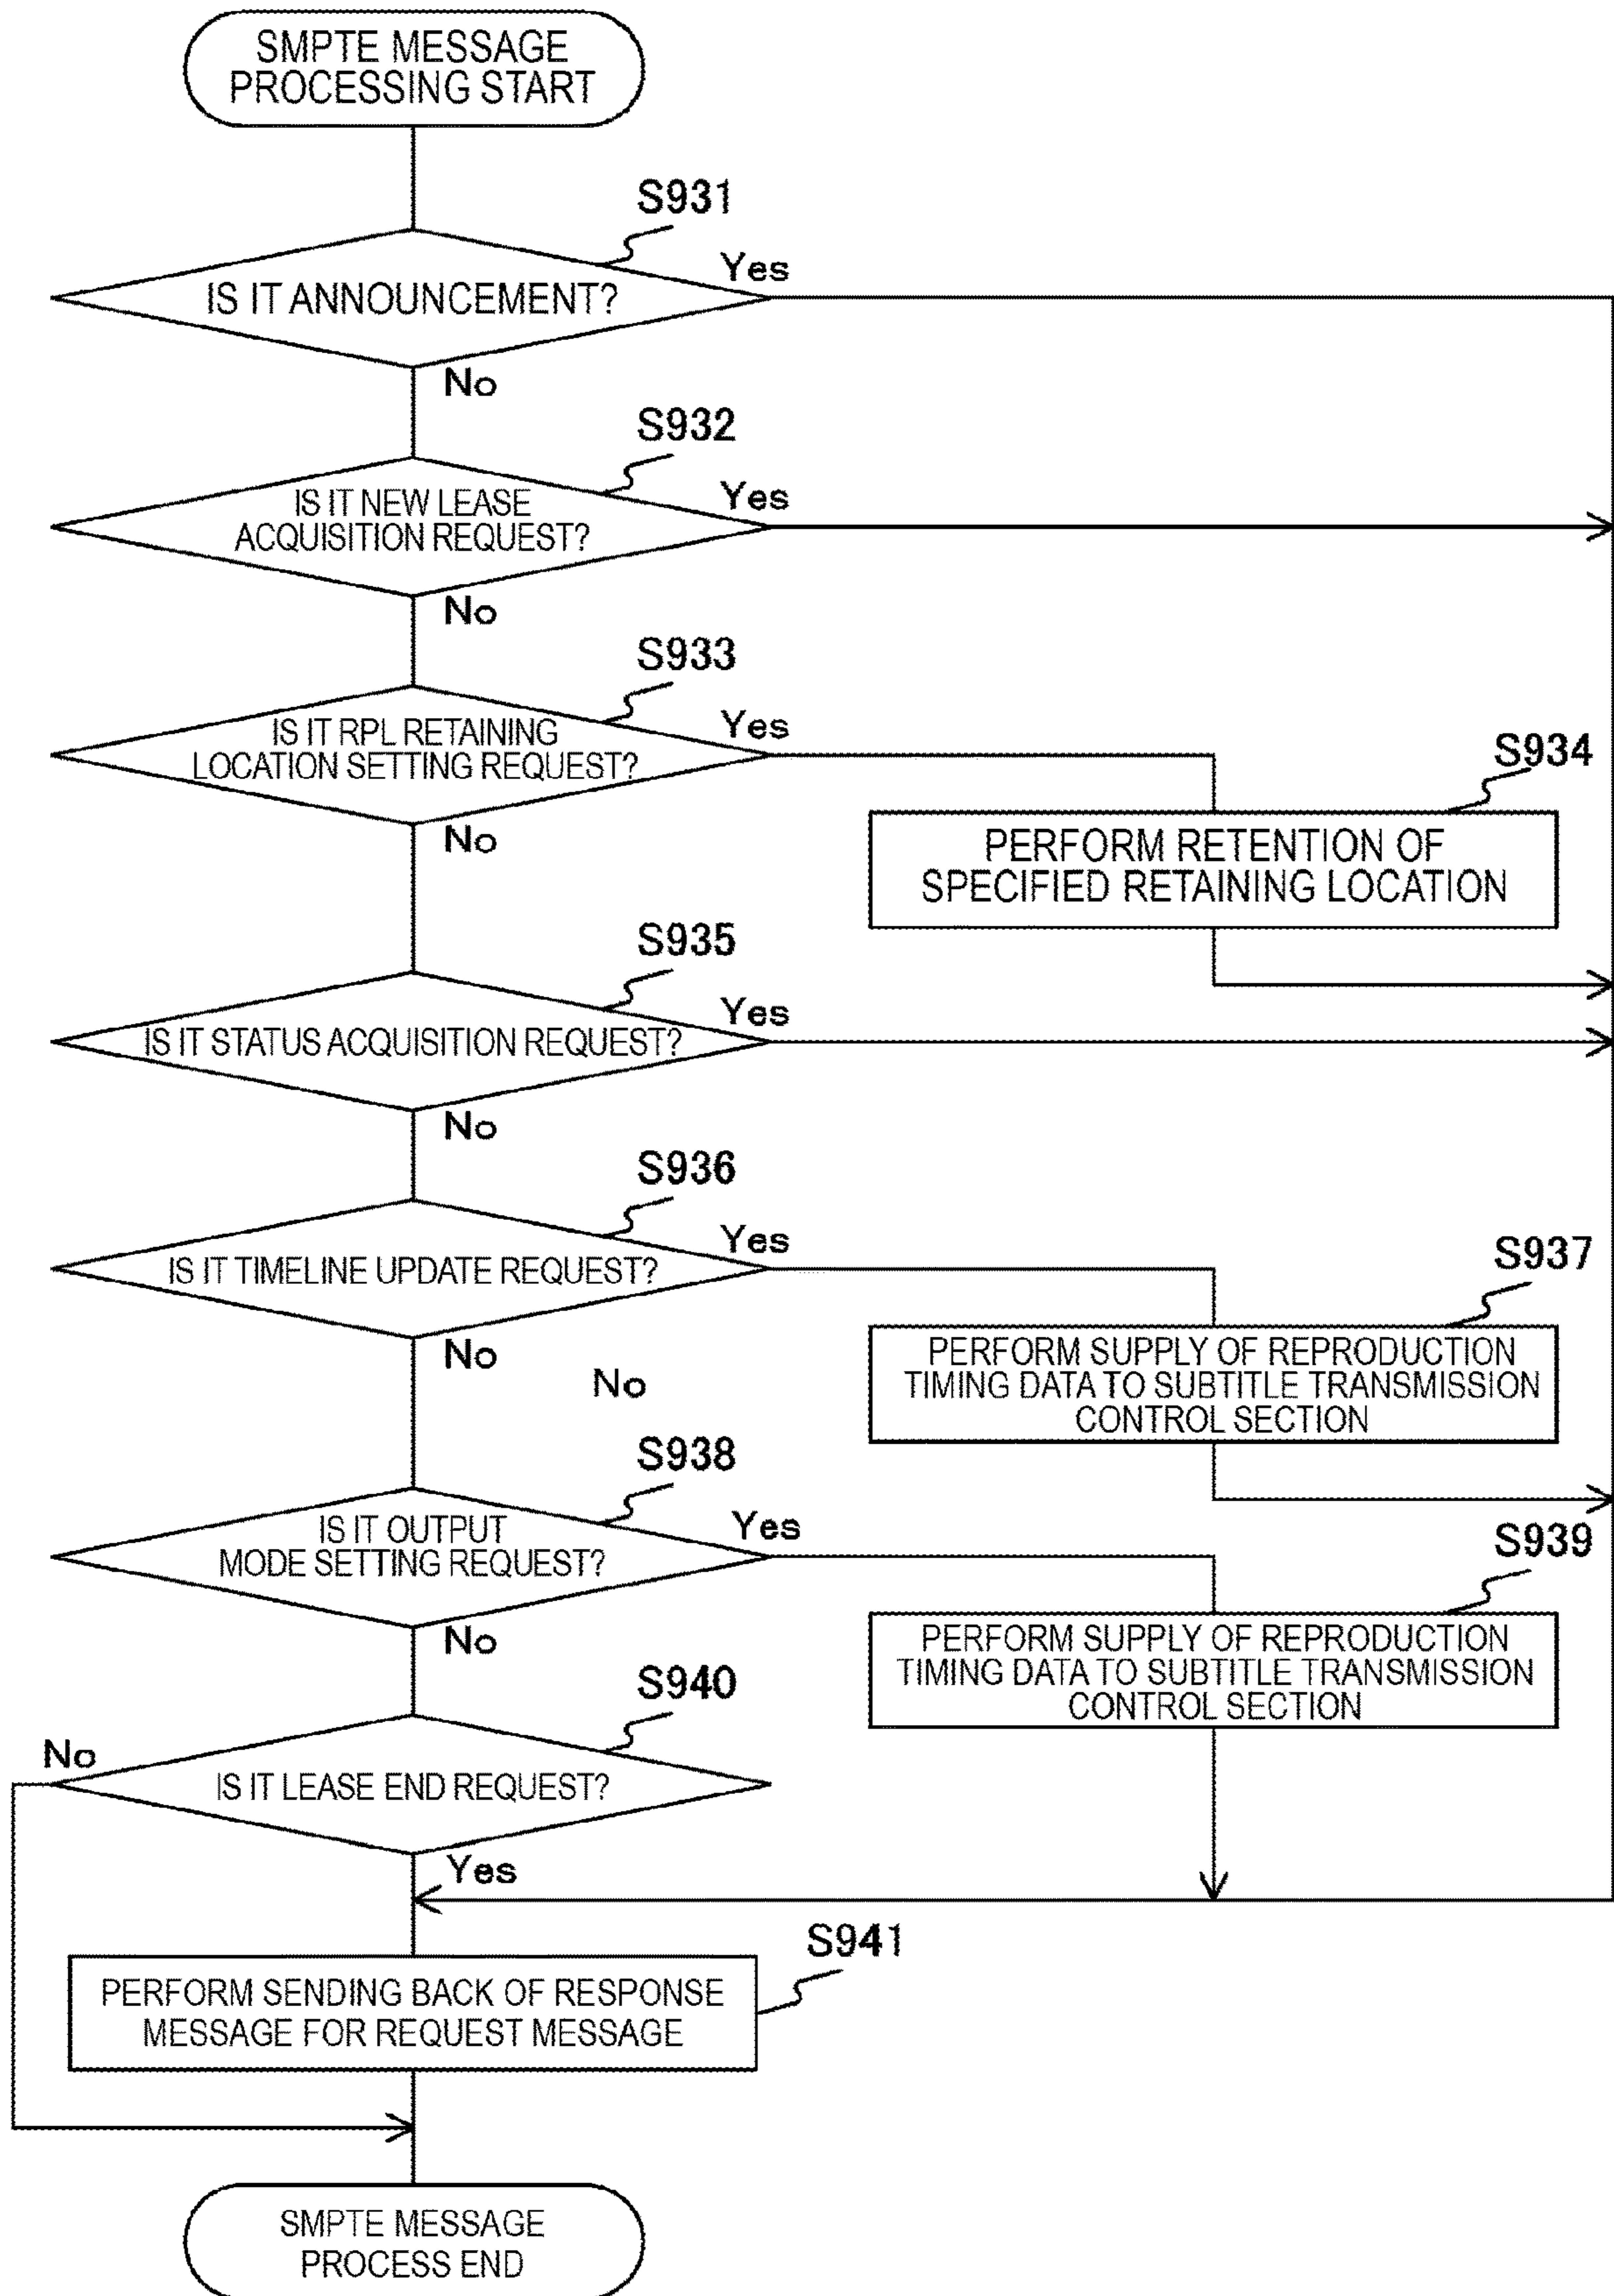 SMPTE MESSAGE
PROCESSING START
S931
Yes
IS IT ANNOUNCEMENT?
No
S932
Yes
IS IT NEW LEASE
ACQUISITION REQUEST?
No
S933
Yes
IS IT RPL RETAINING
LOCATION SETTING REQUEST?
No
S934
PERFORM RETENTION OF
SPECIFIED RETAINING LOCATION
S935
Yes
IS IT STATUS ACQUISITION REQUEST?
No
S936
Yes
IS IT TIMELINE UPDATE REQUEST?
No
S937
PERFORM SUPPLY OF REPRODUCTION
TIMING DATA TO SUBTITLE TRANSMISSION
CONTROL SECTION
No
S938
Yes
IS IT OUTPUT
MODE SETTING REQUEST?
No
S939
PERFORM SUPPLY OF REPRODUCTION
TIMING DATA TO SUBTITLE TRANSMISSION
CONTROL SECTION
S940
No
IS IT LEASE END REQUEST?
Yes
S941
PERFORM SENDING BACK OF RESPONSE
MESSAGE FOR REQUEST MESSAGE
SMPTE MESSAGE
PROCESS END